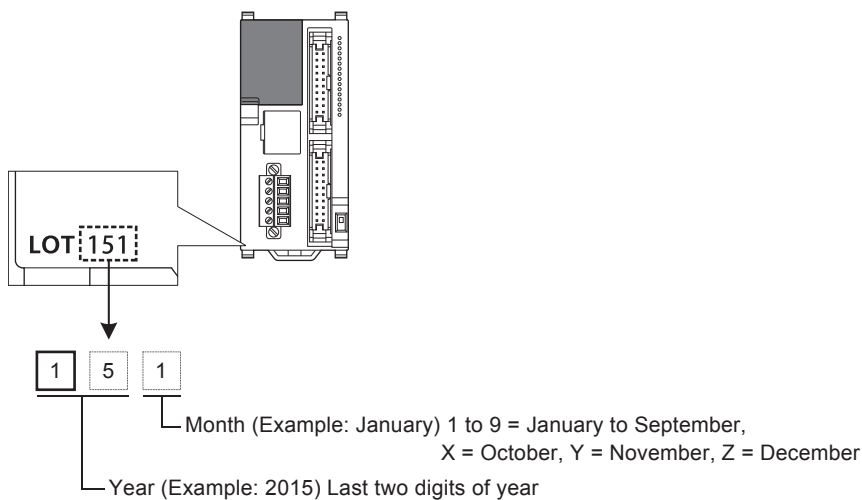 LOT 151
1 5 1
Month (Example: January) 1 to 9 = January to September,
X = October, Y = November, Z = December
Year (Example: 2015) Last two digits of year